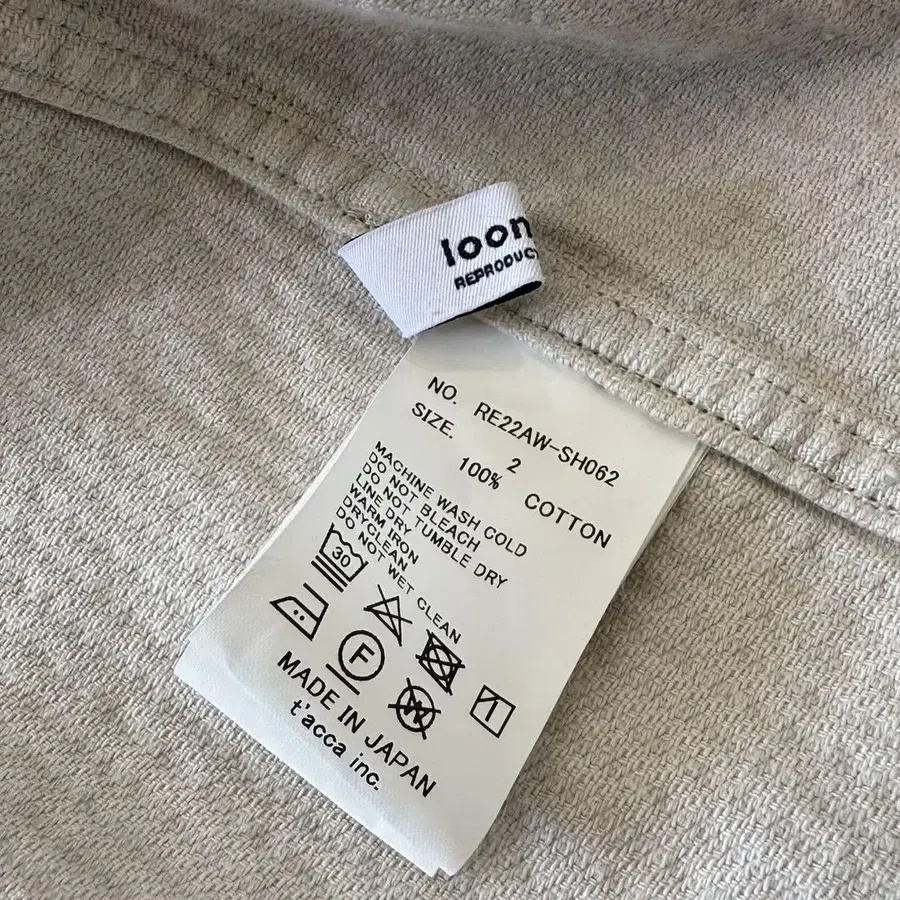 loon
REPRODUC
NO. RE22AW-SH062
SIZE. 2
100% COTTON
MACHINE WASH COLD
DO NOT BLEACH
DO NOT TUMBLE DRY
LINE DRY
WARM IRON
DRYCLEAN
DO NOT WET CLEAN
30
F
W
MADE IN JAPAN
t'acca inc.